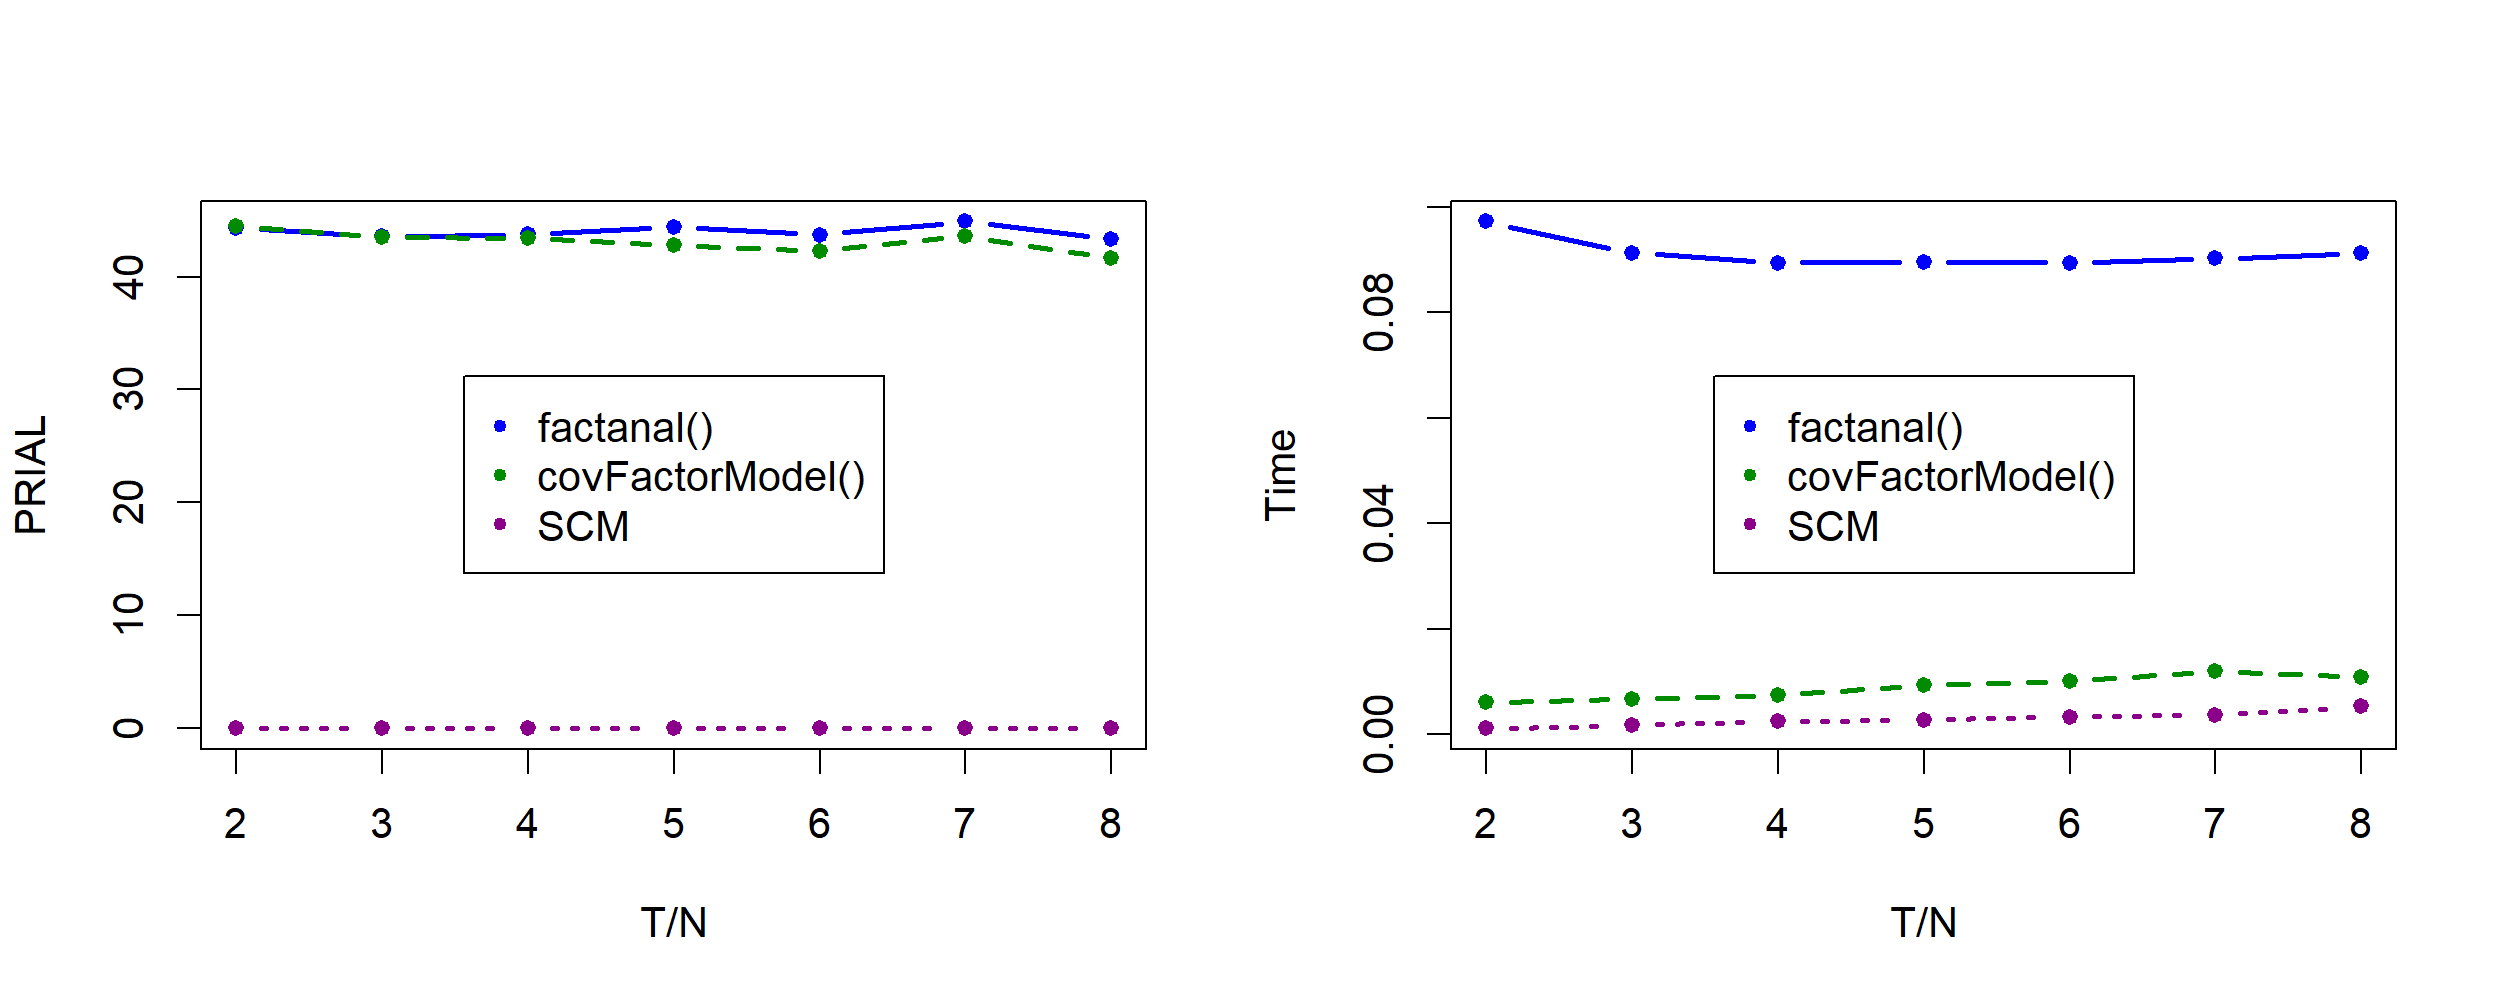 PRIAL
40
30
20
10
0
factanal()
covFactorModel()
SCM
2 3 4 5 6 7 8
T/N
Time
0.08
0.04
0.00
factanal()
covFactorModel()
SCM
2 3 4 5 6 7 8
T/N